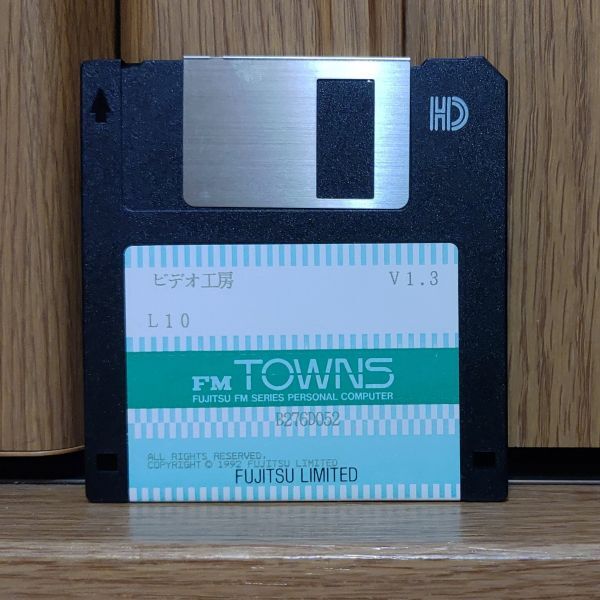 HD
ビデオ工房 V1.3
L10
FM TOWNS
FUJITSU FM SERIES PERSONAL COMPUTER
B276D052
ALL RIGHTS RESERVED.
COPYRIGHT © 1992 FUJITSU LIMITED
FUJITSU LIMITED